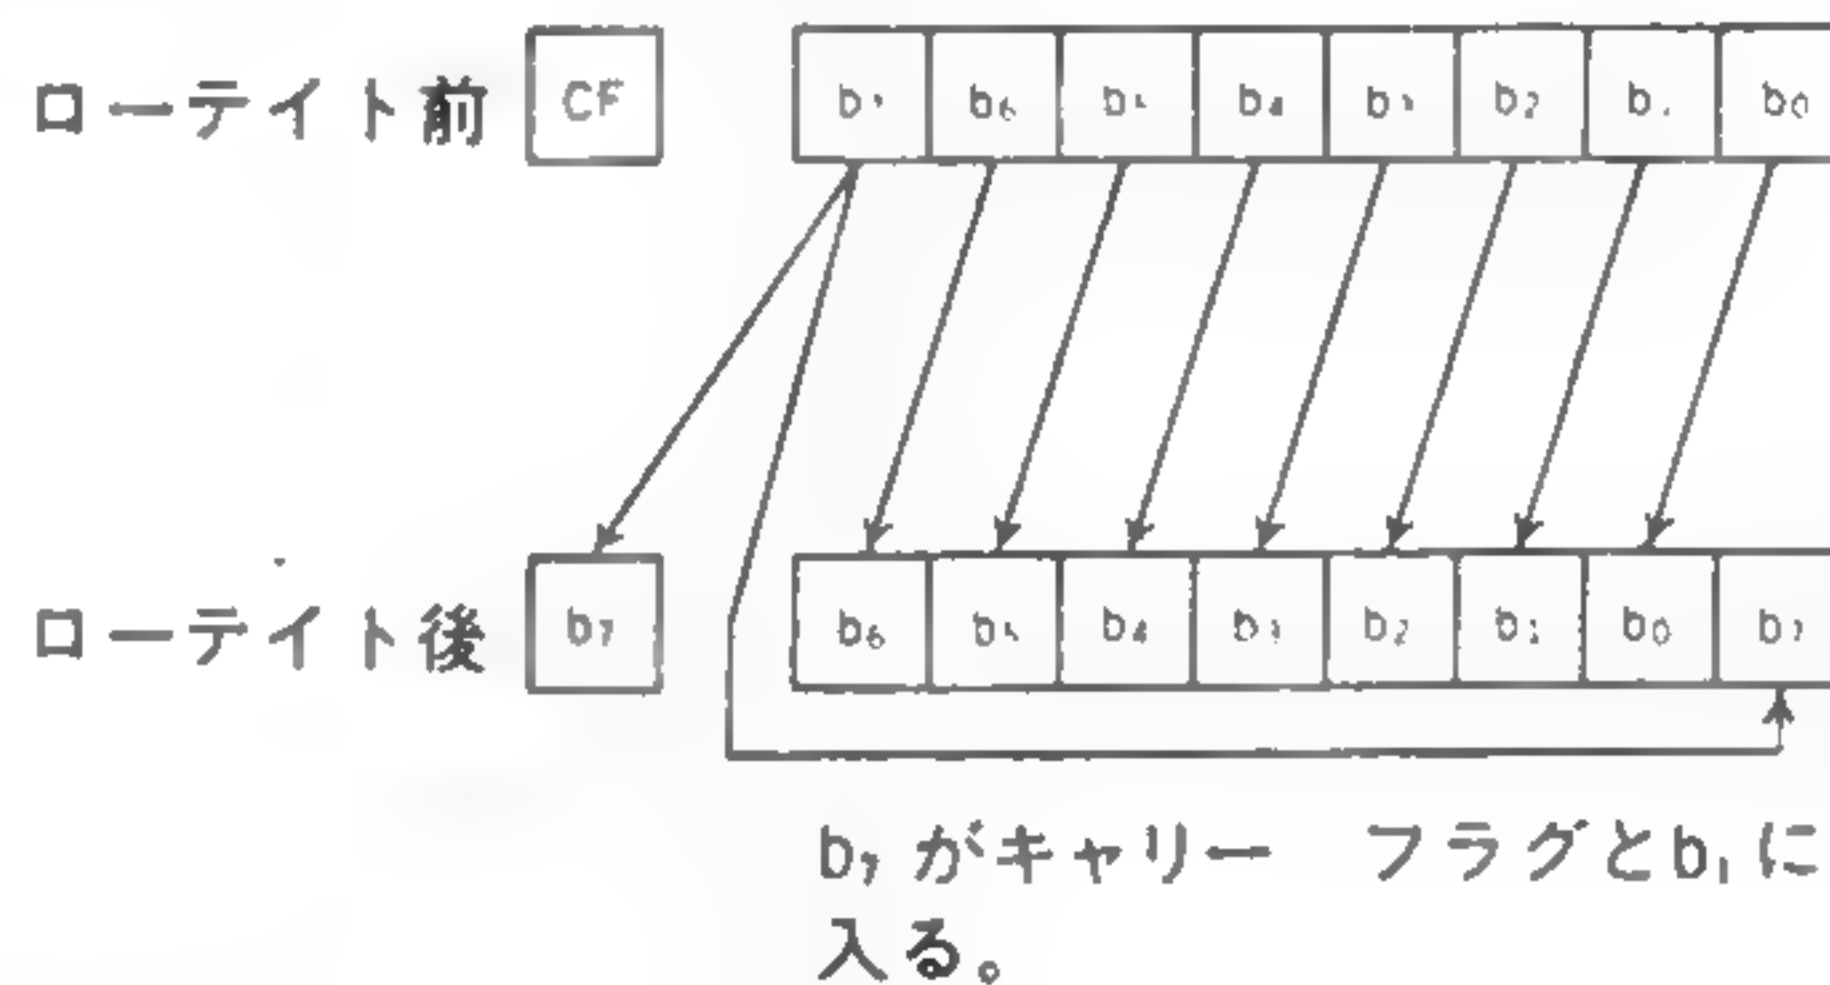 ローテイト前 CF b7 b6 b5 b4 b3 b2 b1 b0
ローテイト後 b7 b6 b5 b4 b3 b2 b1 b0 b7
b7がキャリー フラグとb1に
入る。